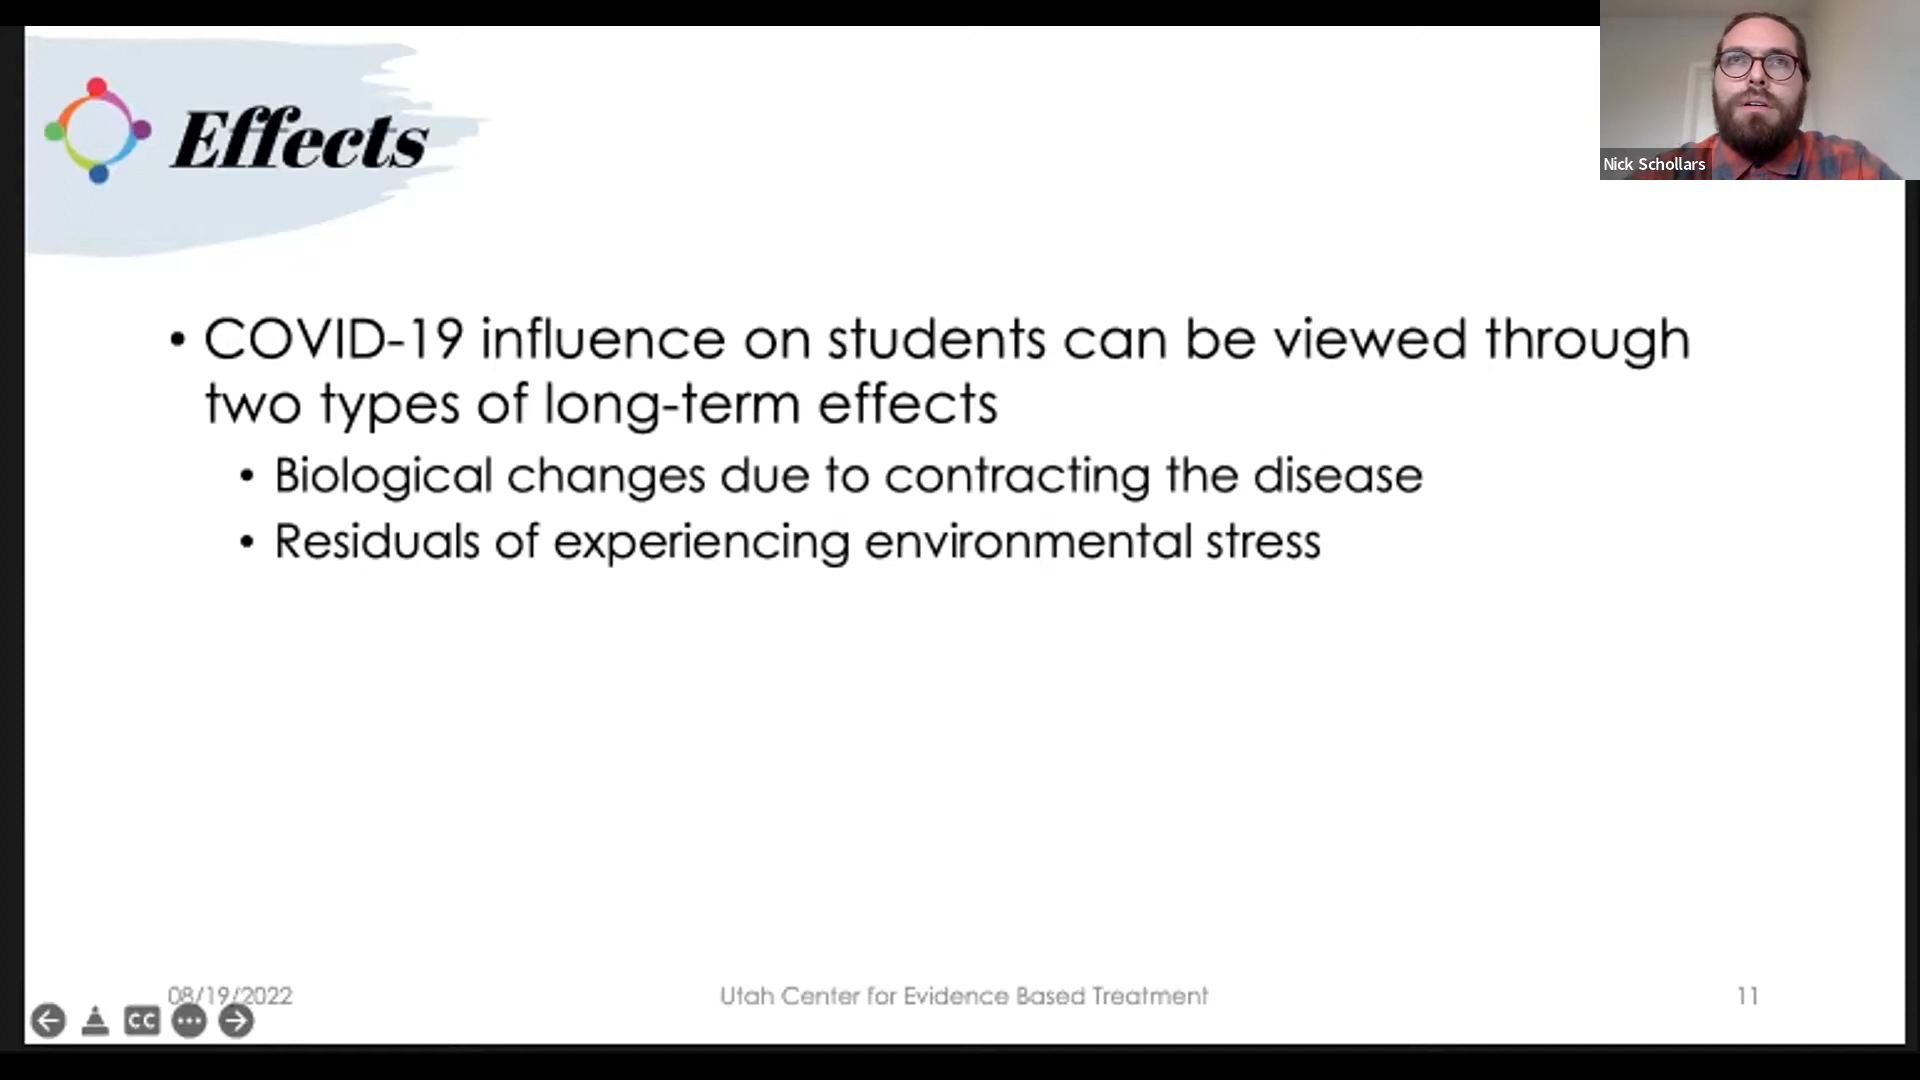 Effects
Nick Schollars
• COVID-19 influence on students can be viewed through
two types of long-term effects
• Biological changes due to contracting the disease
• Residuals of experiencing environmental stress
08/19/2022
Utah Center for Evidence Based Treatment
11
CC